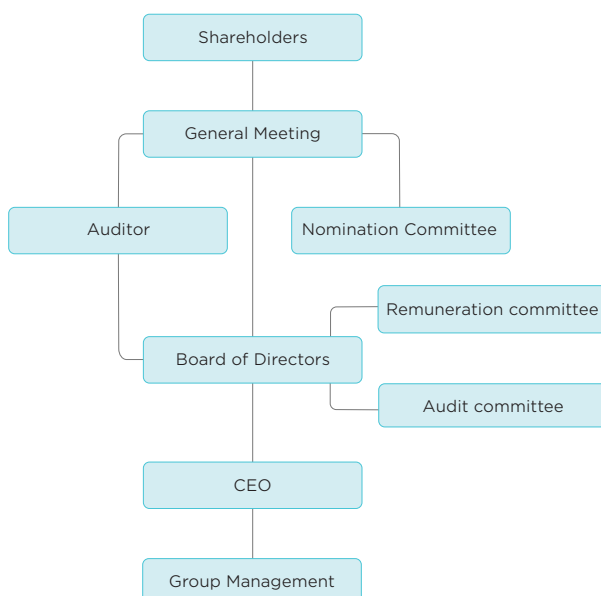 Shareholders
General Meeting
Auditor
Nomination Committee
Remuneration committee
Board of Directors
Audit committee
CEO
Group Management